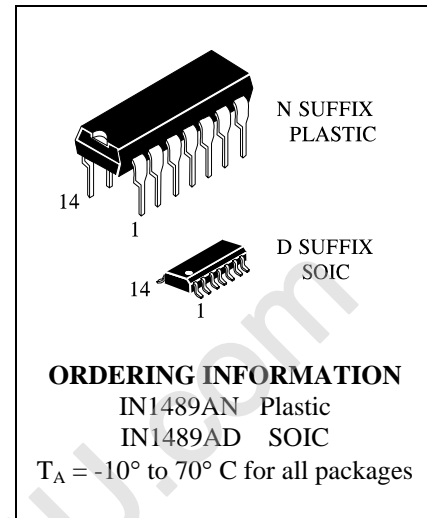 N SUFFIX
PLASTIC
14
1
D SUFFIX
SOIC
14
1
ORDERING INFORMATION
IN1489AN Plastic
IN1489AD SOIC
TA = -10° to 70° C for all packages